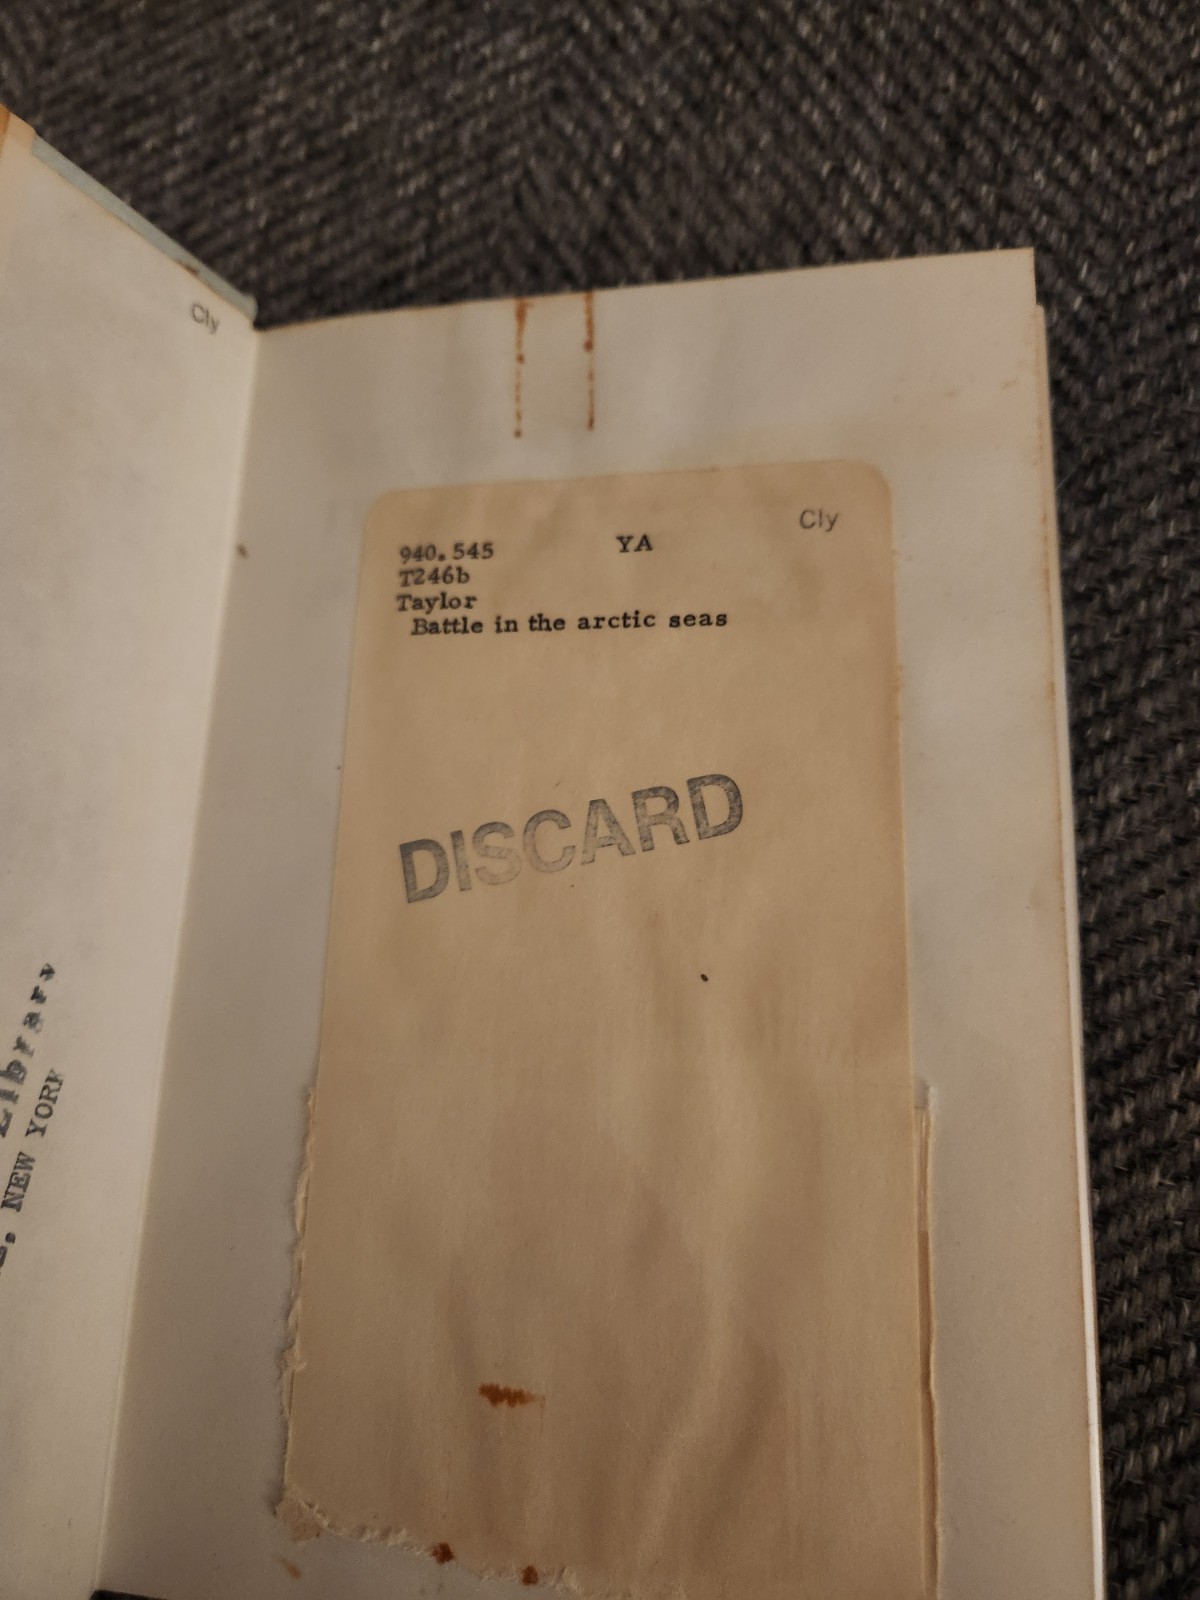 Cly
Library
NEW YORK
Cly
940.545 YA
T246b
Taylor
Battle in the arctic seas
DISCARD